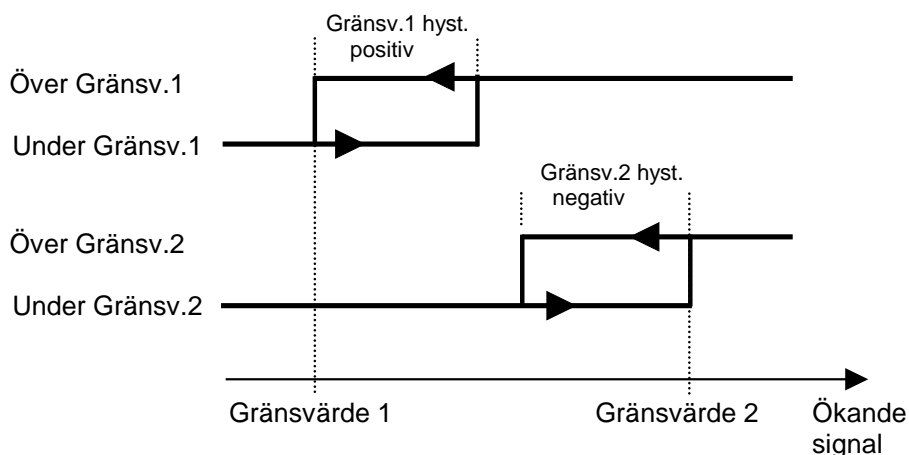 Gränsv.1 hyst.
positiv
Över Gränsv.1
Under Gränsv.1
Gränsv.2 hyst.
negativ
Över Gränsv.2
Under Gränsv.2
Gränsvärde 1
Gränsvärde 2
Ökande
signal